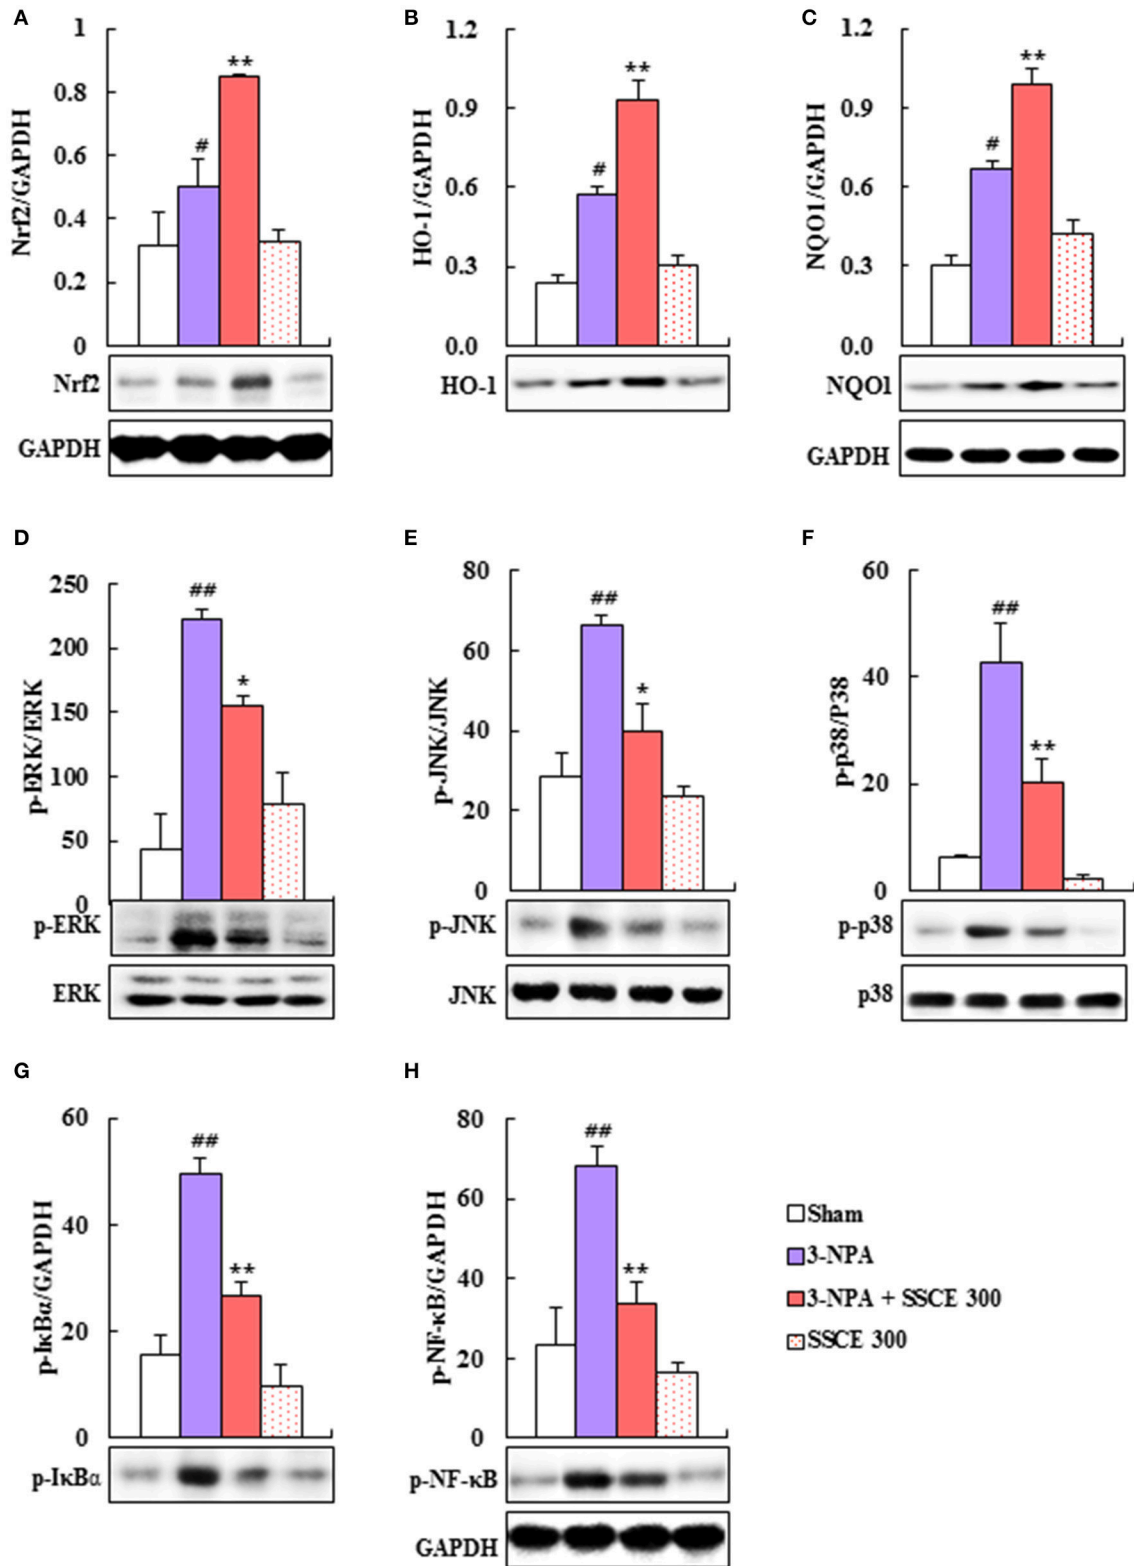 A
1
0.8
0.6
0.4
0.2
0
Nrf2/GAPDH
#
**
Nrf2
GAPDH
B
1.2
0.9
0.6
0.3
0.0
HO-1/GAPDH
#
**
HO-1
C
1.2
0.9
0.6
0.3
0.0
NQO1/GAPDH
#
**
NQO1
GAPDH
D
250
200
150
100
50
0
p-ERK/ERK
##
*
p-ERK
ERK
E
80
60
40
20
0
p-JNK/JNK
##
*
p-JNK
JNK
F
60
40
20
0
p-p38/P38
##
**
p-p38
p38
G
60
40
20
0
p-IκBα/GAPDH
##
**
p-IκBα
H
80
60
40
20
0
p-NF-κB/GAPDH
##
**
p-NF-κB
GAPDH
Sham
3-NPA
3-NPA + SSCE 300
SSCE 300